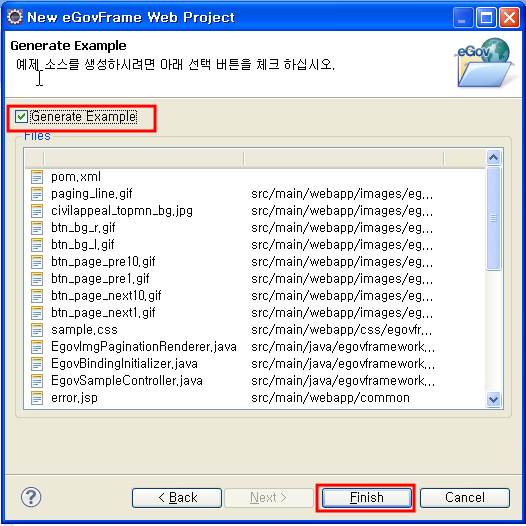 New eGovFrame Web Project
Generate Example
예제 소스를 생성하시려면 아래 선택 버튼을 체크 하십시오.
eGov
Generate Example
Files
pom.xml
paging_line.gif src/main/webapp/images/eg...
civilappeal_topmn_bg.jpg src/main/webapp/images/eg...
btn_bg_r.gif src/main/webapp/images/eg...
btn_bg_l.gif src/main/webapp/images/eg...
btn_page_pre10.gif src/main/webapp/images/eg...
btn_page_pre1.gif src/main/webapp/images/eg...
btn_page_next10.gif src/main/webapp/images/eg...
btn_page_next1.gif src/main/webapp/images/eg...
sample.css src/main/webapp/css/egovfr...
EgovImgPaginationRenderer.java src/main/java/egovframework...
EgovBindingInitializer.java src/main/java/egovframework...
EgovSampleController.java src/main/java/egovframework...
error.jsp src/main/webapp/common
? < Back Next > Finish Cancel